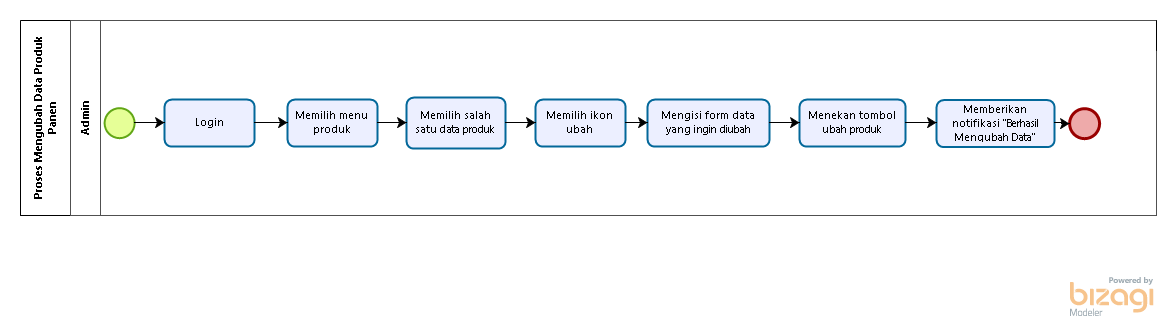 Proses Mengubah Data Produk
Panen
Admin
Login
Memilih menu
produk
Memilih salah
satu data produk
Memilih ikon
ubah
Mengisi form data
yang ingin diubah
Menekan tombol
ubah produk
Memberikan
notifikasi "Berhasil
Mengubah Data"
Powered by
bizagi
Modeler